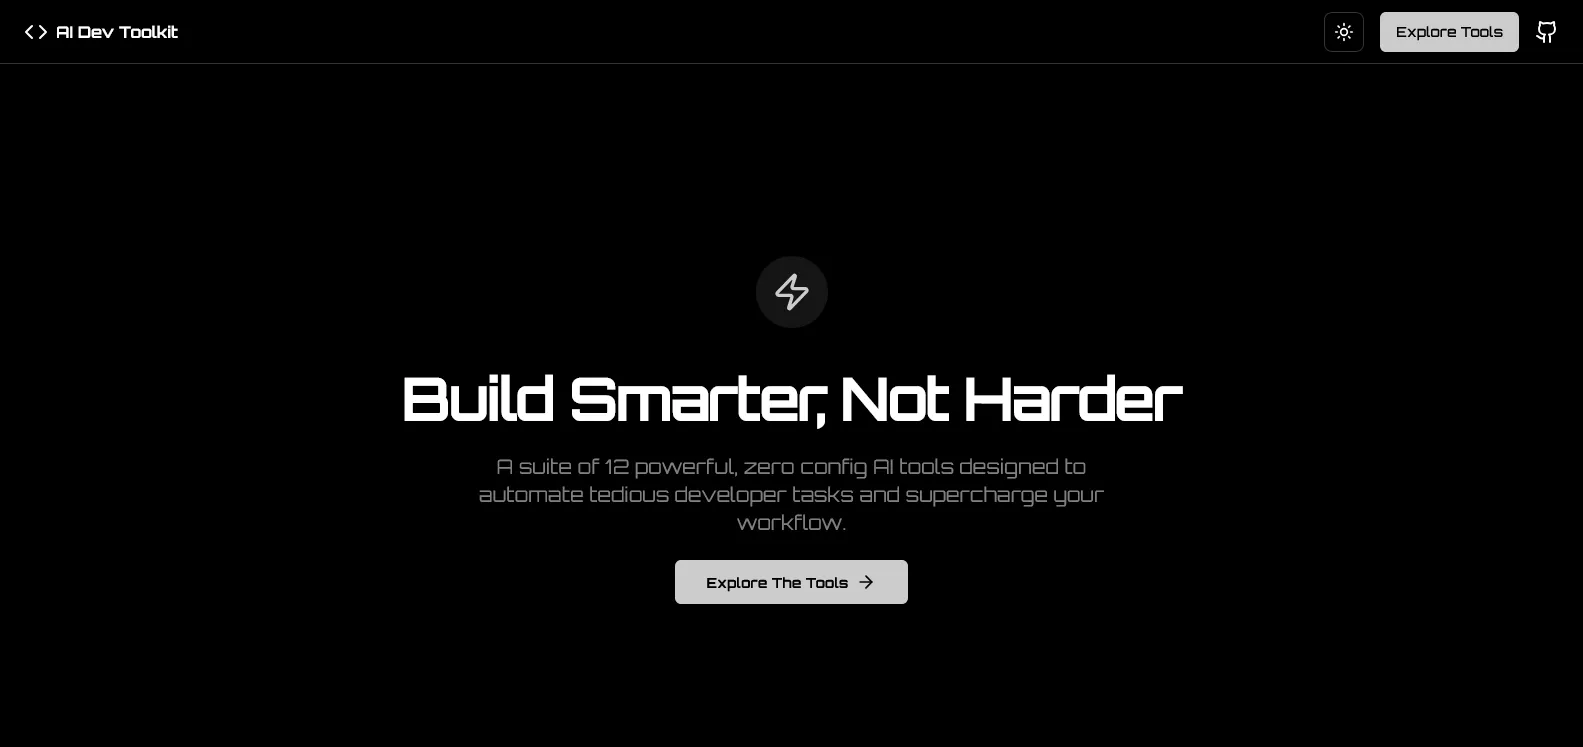 AI Dev Toolkit
Explore Tools
Build Smarter, Not Harder
A suite of 12 powerful, zero config AI tools designed to
automate tedious developer tasks and supercharge your
workflow.
Explore The Tools